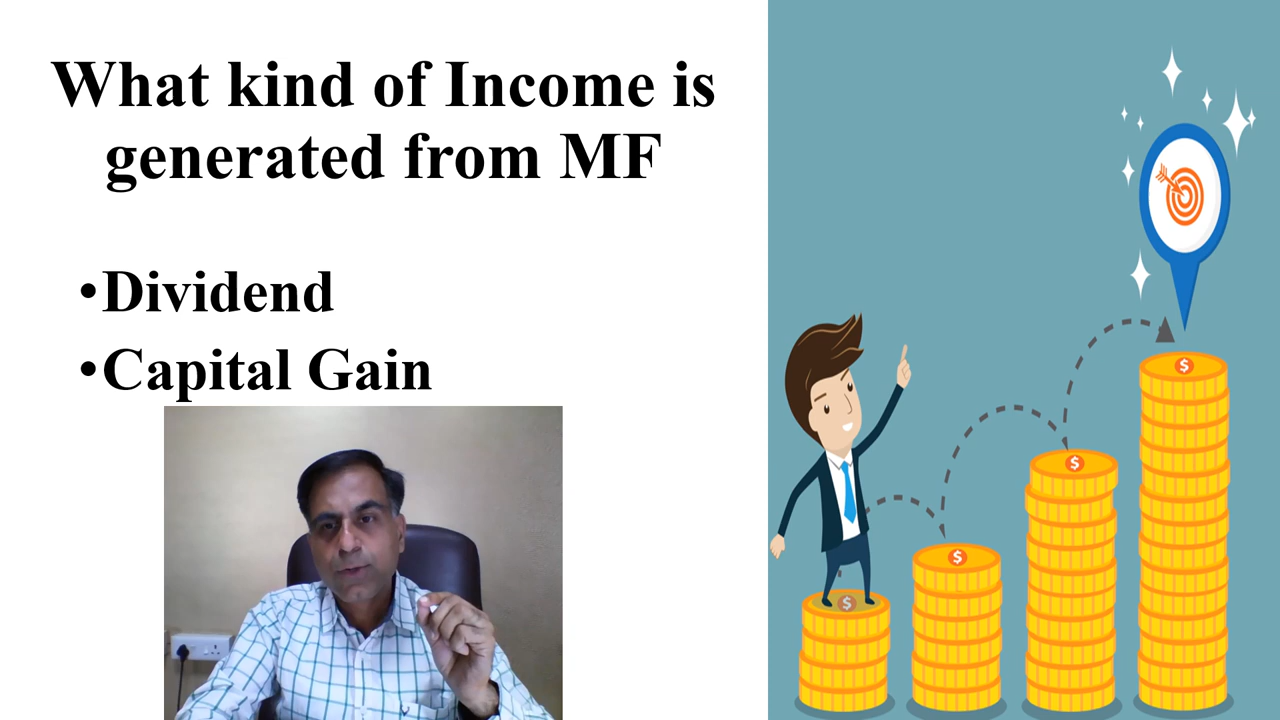 What kind of Income is
generated from MF
•Dividend
•Capital Gain
$
$
$
$